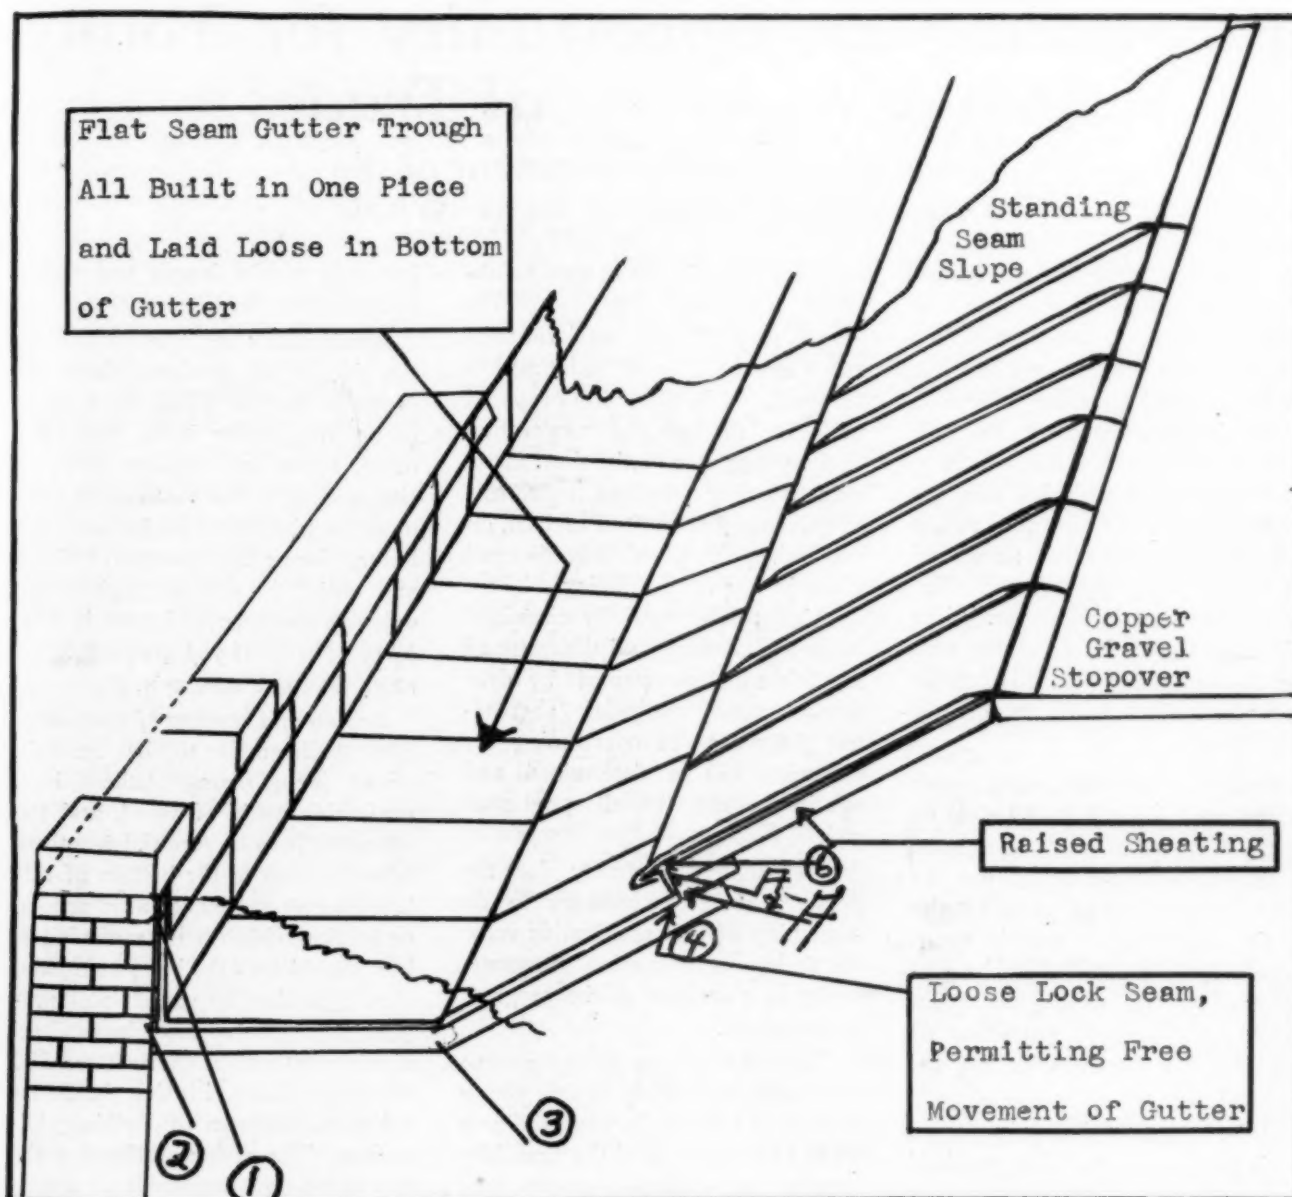 Flat Seam Gutter Trough
All Built in One Piece
and Laid Loose in Bottom
of Gutter
Standing
Seam
Slope
Copper
Gravel
Stopover
Raised Sheating
6
4
Loose Lock Seam,
Permitting Free
Movement of Gutter
3
2
1